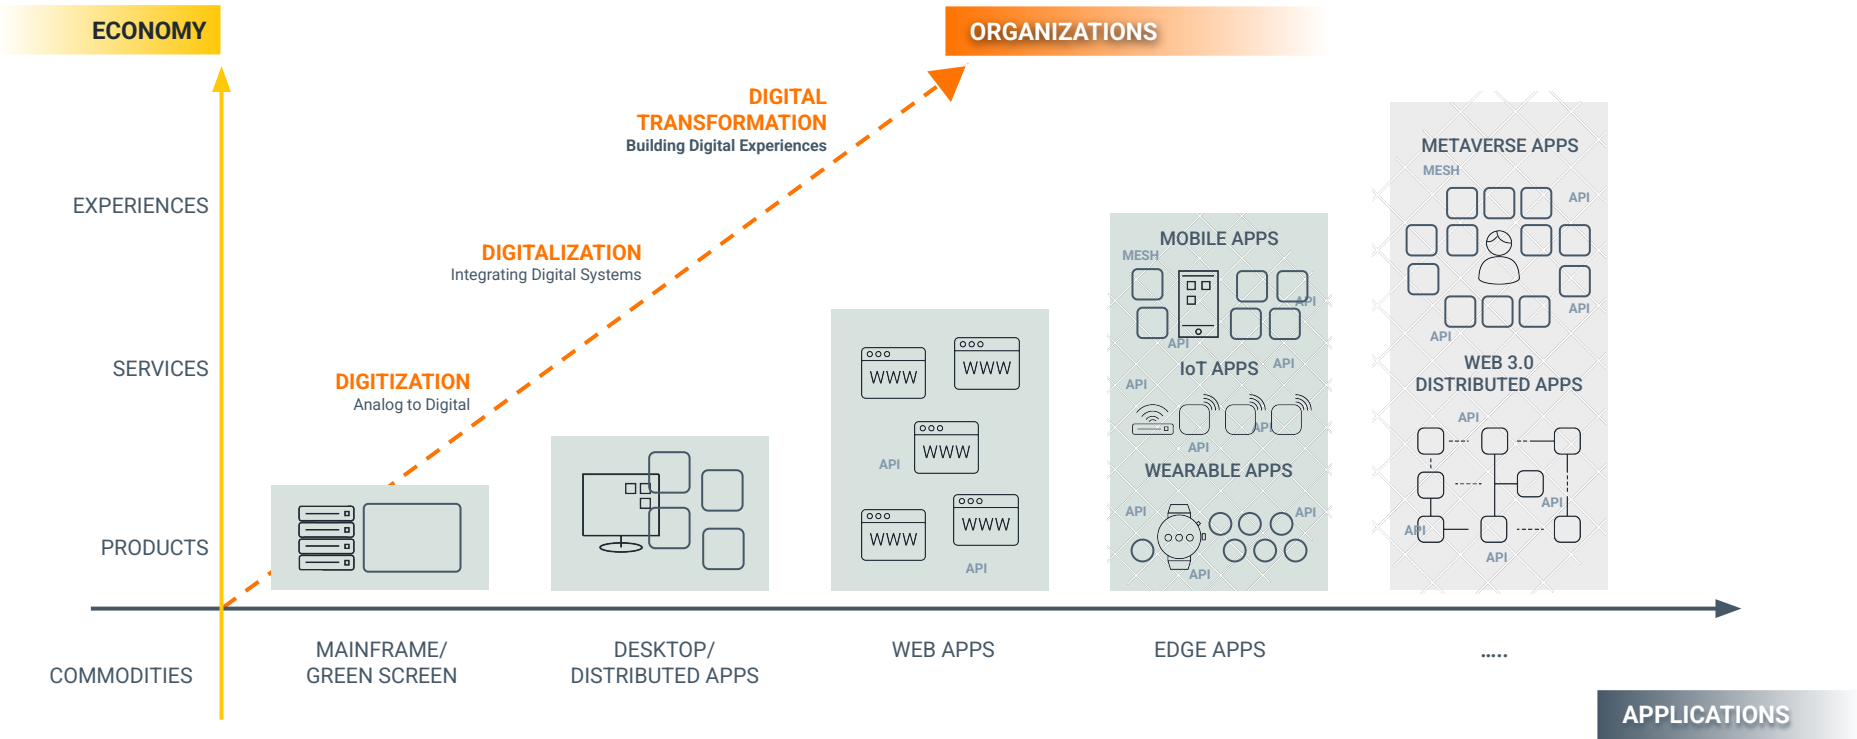 ECONOMY
ORGANIZATIONS
DIGITAL
TRANSFORMATION
Building Digital Experiences
METAVERSE APPS
MESH
API
API
API
EXPERIENCES
DIGITALIZATION
Integrating Digital Systems
MOBILE APPS
MESH
API
API
API
IoT APPS
API
API
API
WEARABLE APPS
API
API
API
WEB 3.0
DISTRIBUTED APPS
API
API
API
API
SERVICES
DIGITIZATION
Analog to Digital
WWW
WWW
WWW
API
WWW
WWW
API
PRODUCTS
COMMODITIES
MAINFRAME/
GREEN SCREEN
DESKTOP/
DISTRIBUTED APPS
WEB APPS
EDGE APPS
.....
APPLICATIONS